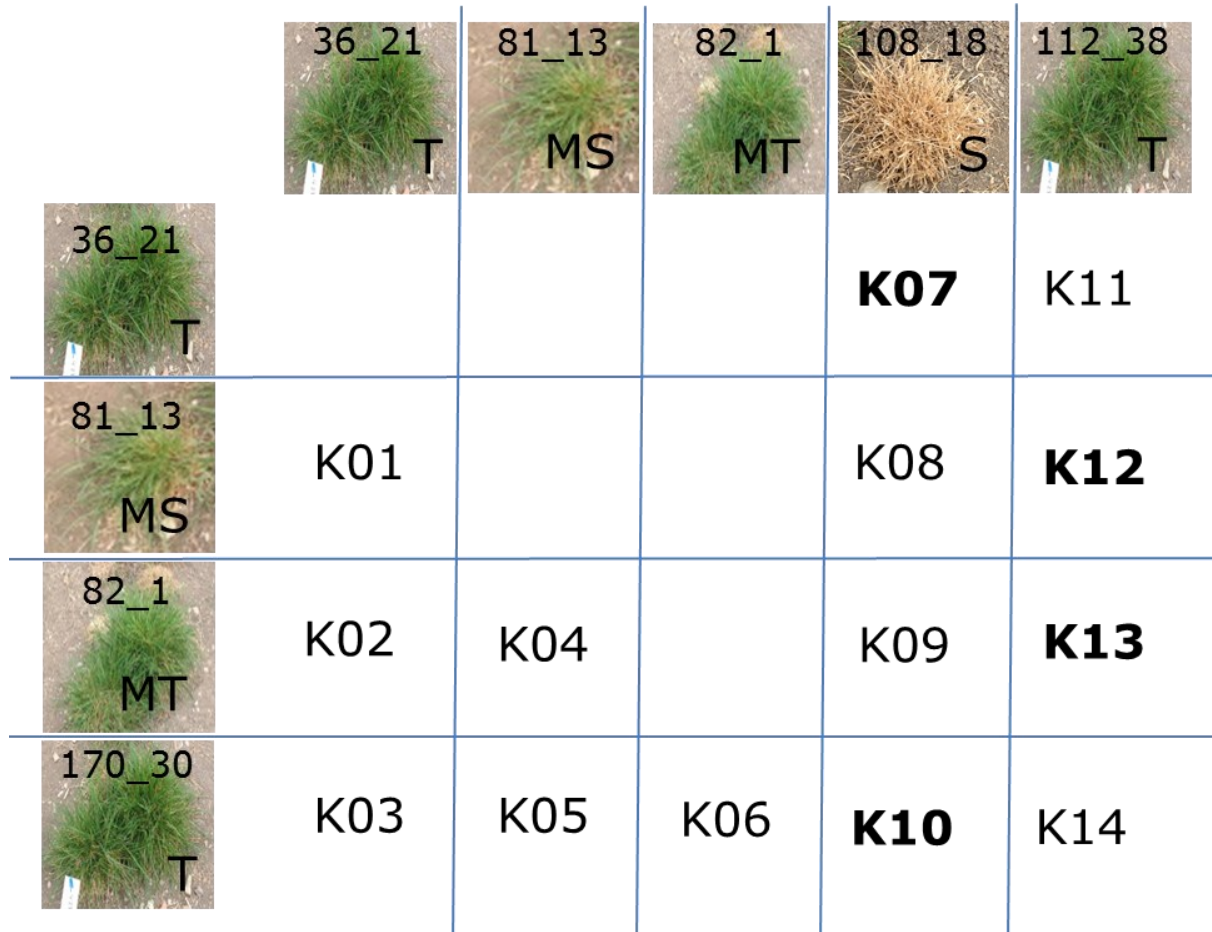 36_21 81_13 82_1 108_18 112_38
T MS MT S T
36_21
T
K07 K11
81_13
MS
K01 K08 K12
82_1
MT
K02 K04 K09 K13
170_30
T
K03 K05 K06 K10 K14